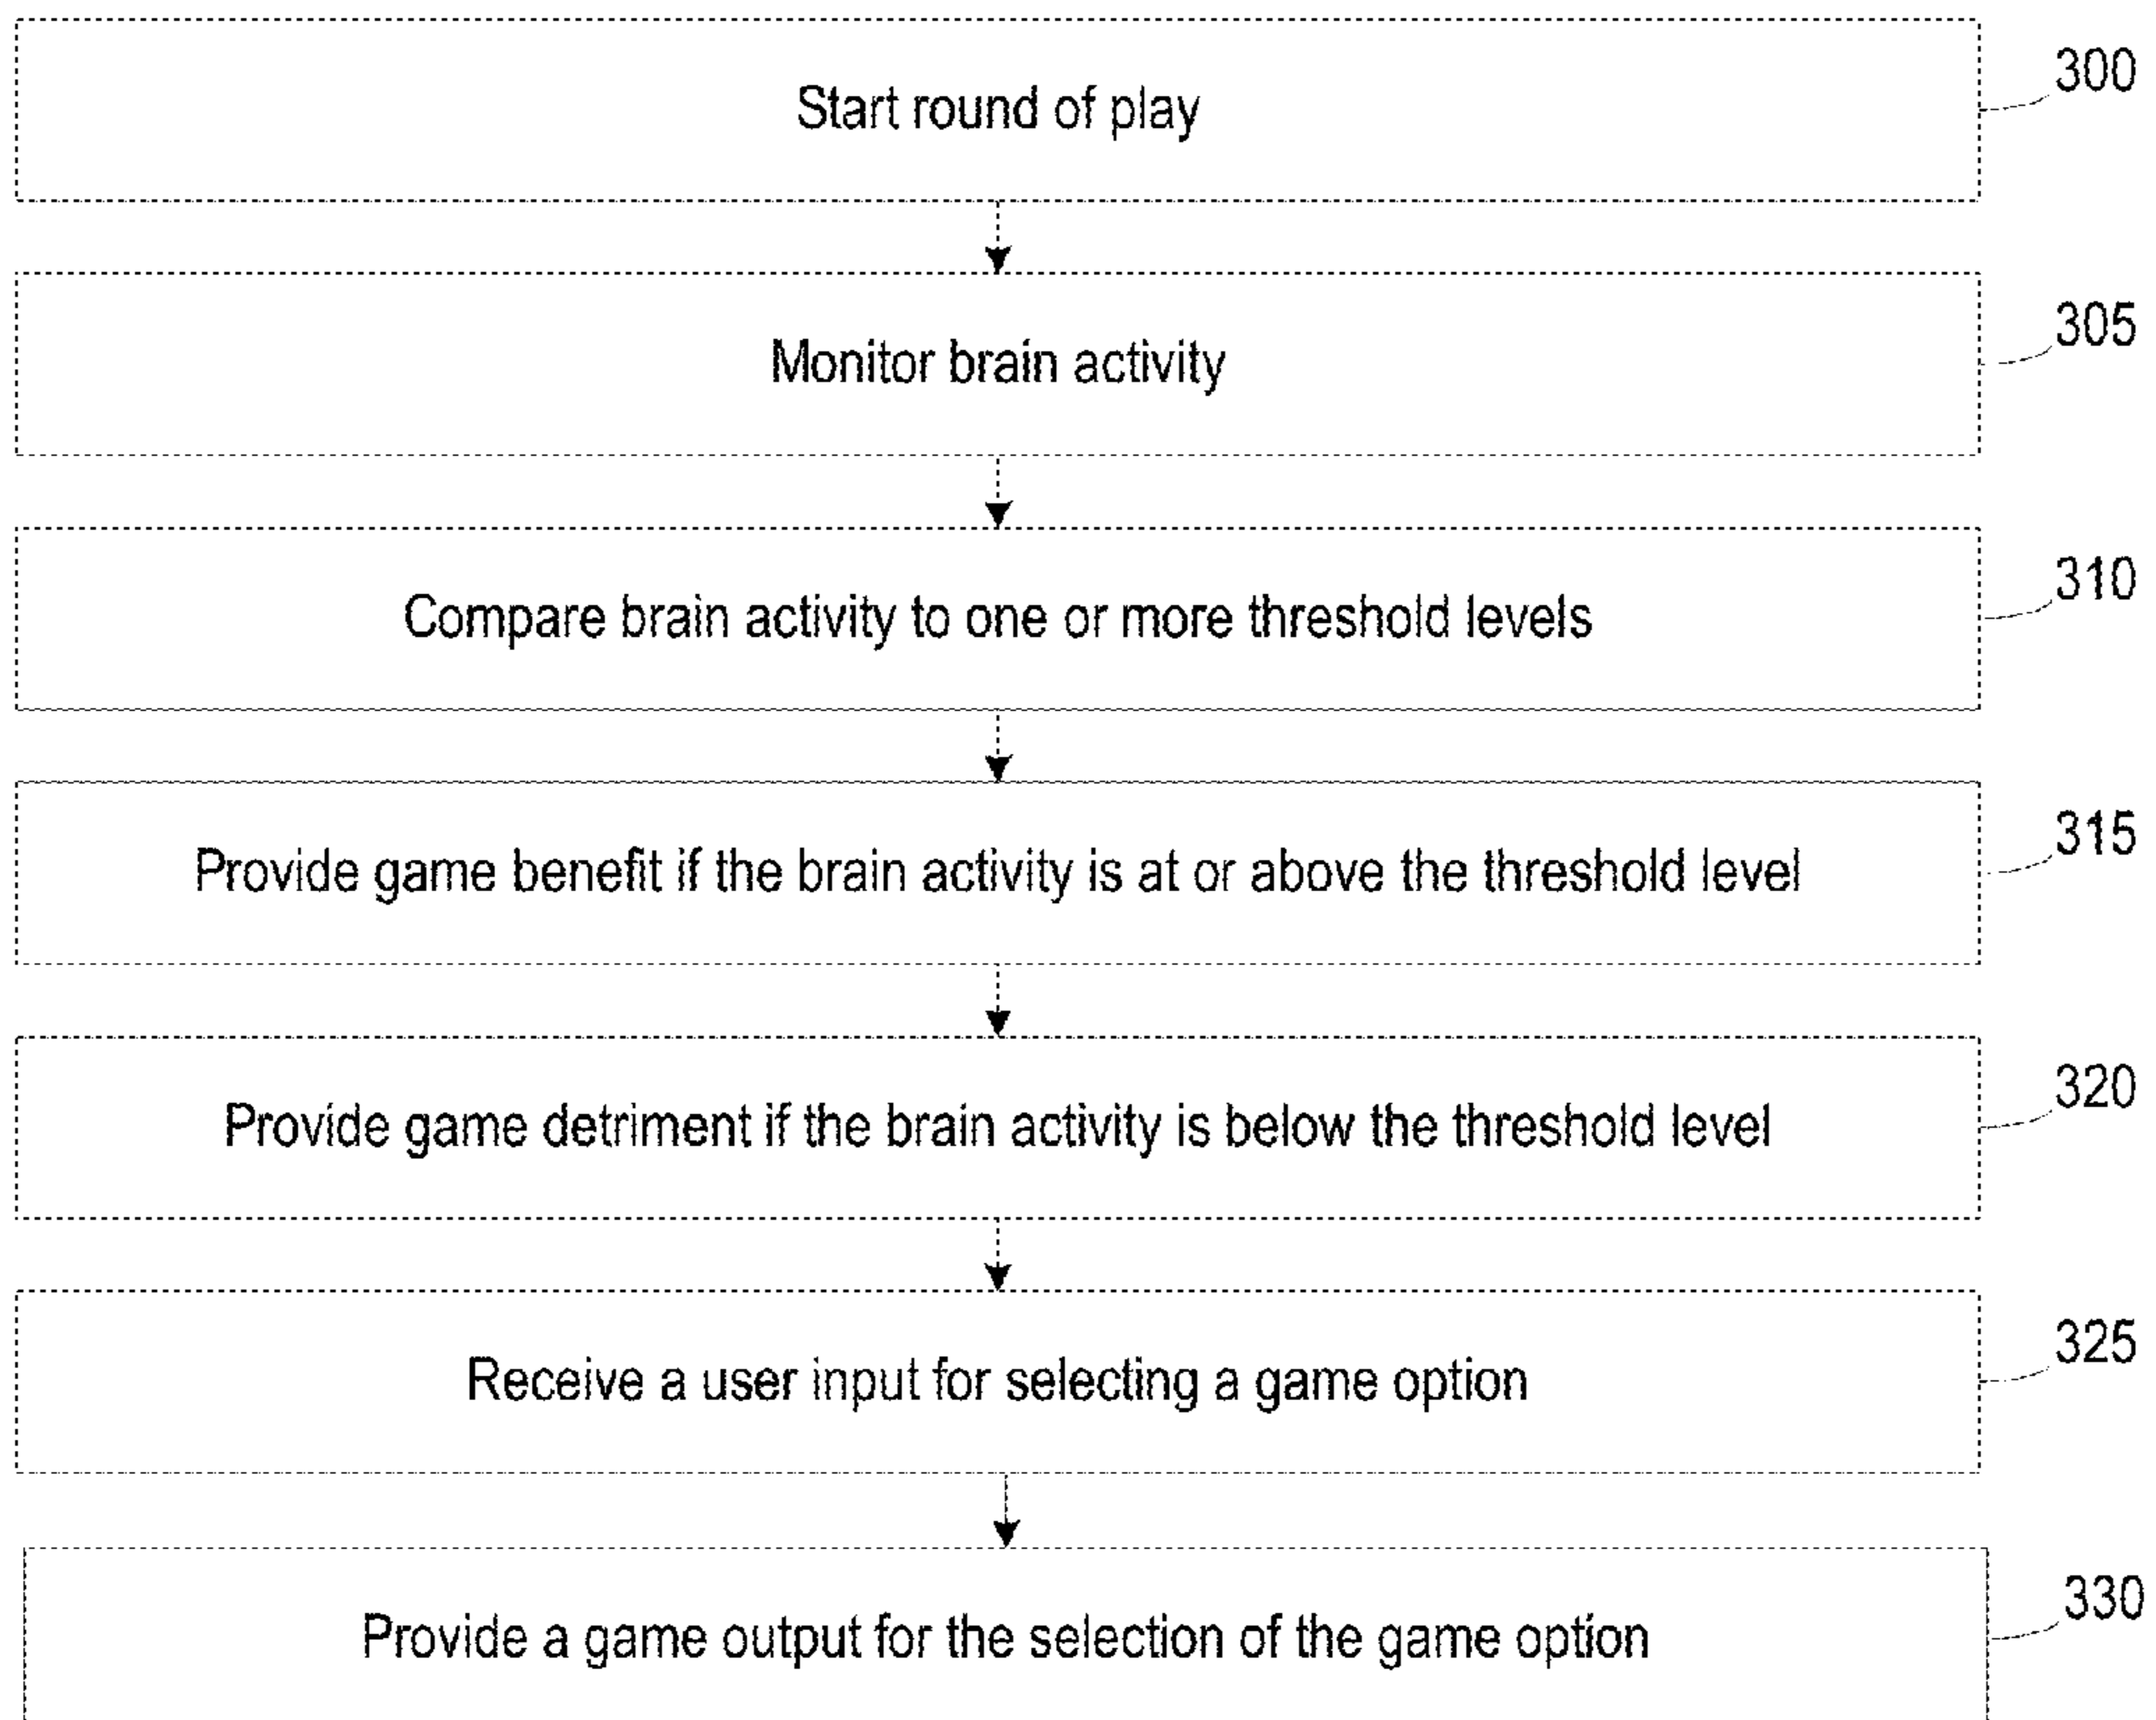 Start round of play
300
Monitor brain activity
305
Compare brain activity to one or more threshold levels
310
Provide game benefit if the brain activity is at or above the threshold level
315
Provide game detriment if the brain activity is below the threshold level
320
Receive a user input for selecting a game option
325
Provide a game output for the selection of the game option
330